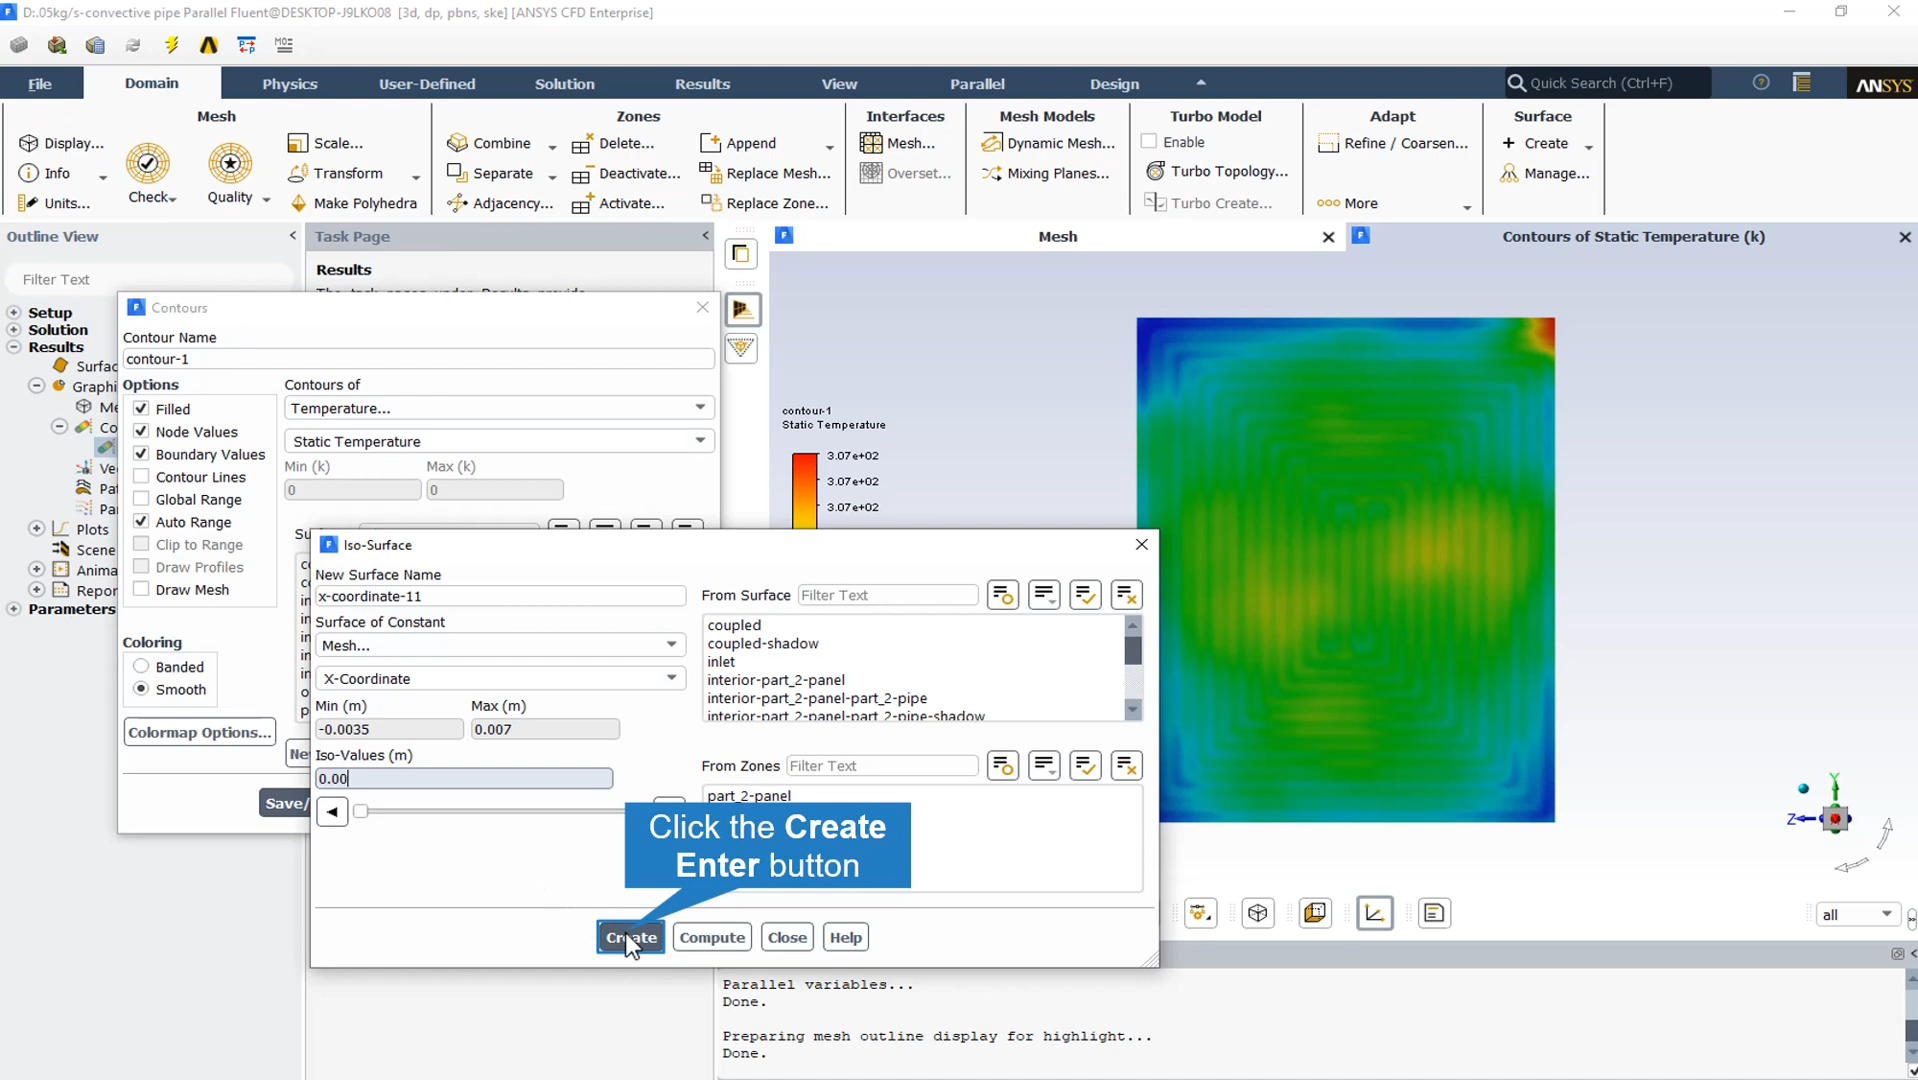 D:.05kg/s-convective pipe Parallel Fluent@DESKTOP-J9LKO08 [3d, dp, pbns, ske] [ANSYS CFD Enterprise]
File Domain Physics User-Defined Solution Results View Parallel Design Quick Search (Ctrl+F) ANSYS
Mesh Zones Interfaces Mesh Models Turbo Model Adapt Surface
Display... Scale... Combine Delete... Append Mesh... Dynamic Mesh... Enable Refine / Coarsen... Create
Info Transform Separate Deactivate... Replace Mesh... Overset... Mixing Planes... Turbo Topology... Manage...
Check Quality
Units... Make Polyhedra Adjacency... Activate... Replace Zone... Turbo Create... More
Outline View Task Page Mesh Contours of Static Temperature (k)
Filter Text
Results
Setup
Solution
Results
Surfac
Graphi
Me
Co
Ve
Pat
Par
Plots
Scene
Anima
Repor
Parameters
Contours
Contour Name
contour-1
Options
Filled
Node Values
Boundary Values
Contour Lines
Global Range
Auto Range
Clip to Range
Draw Profiles
Draw Mesh
Coloring
Banded
Smooth
Colormap Options...
Contours of
Temperature...
Static Temperature
Min (k) Max (k)
0 0
Save/
contour-1
Static Temperature
3.07e+02
3.07e+02
3.07e+02
Iso-Surface
New Surface Name
x-coordinate-11
Surface of Constant
Mesh...
X-Coordinate
Min (m) Max (m)
-0.0035 0.007
Iso-Values (m)
0.00
From Surface Filter Text
coupled
coupled-shadow
inlet
interior-part_2-panel
interior-part_2-panel-part_2-pipe
interior-part_2-panel-part_2-pipe-shadow
From Zones Filter Text
part_2-panel
Click the Create
Enter button
Create Compute Close Help
Y
Z
all
Parallel variables...
Done.
Preparing mesh outline display for highlight...
Done.